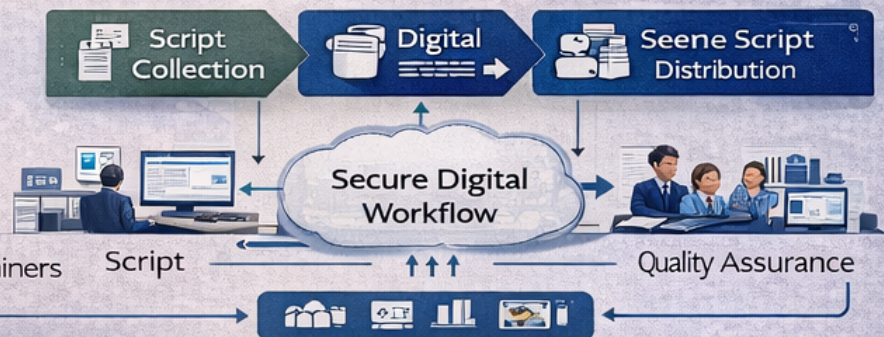 Script
Collection
Digital
Seene Script
Distribution
Secure Digital
Workflow
iners
Script
Quality Assurance